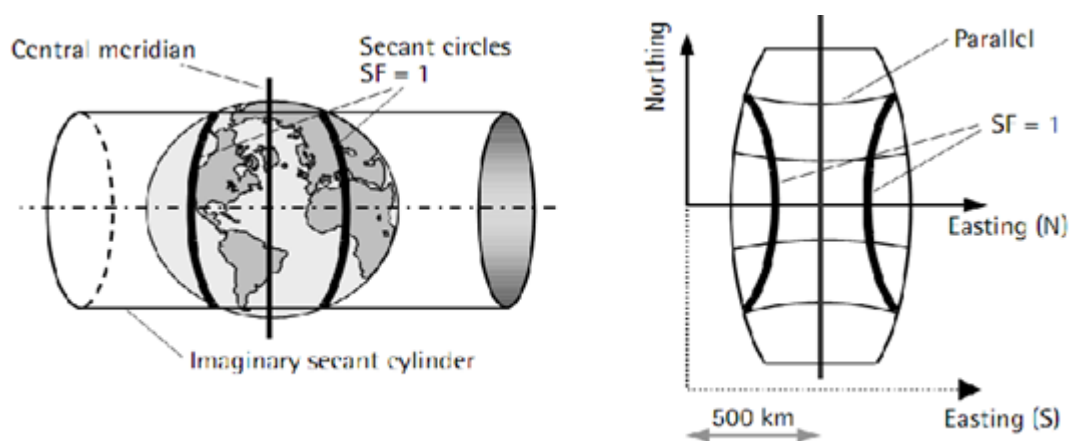 Central meridian
Secant circles
SF = 1
Imaginary secant cylinder
Northing
Parallel
SF = 1
Easting (N)
500 km
Easting (S)